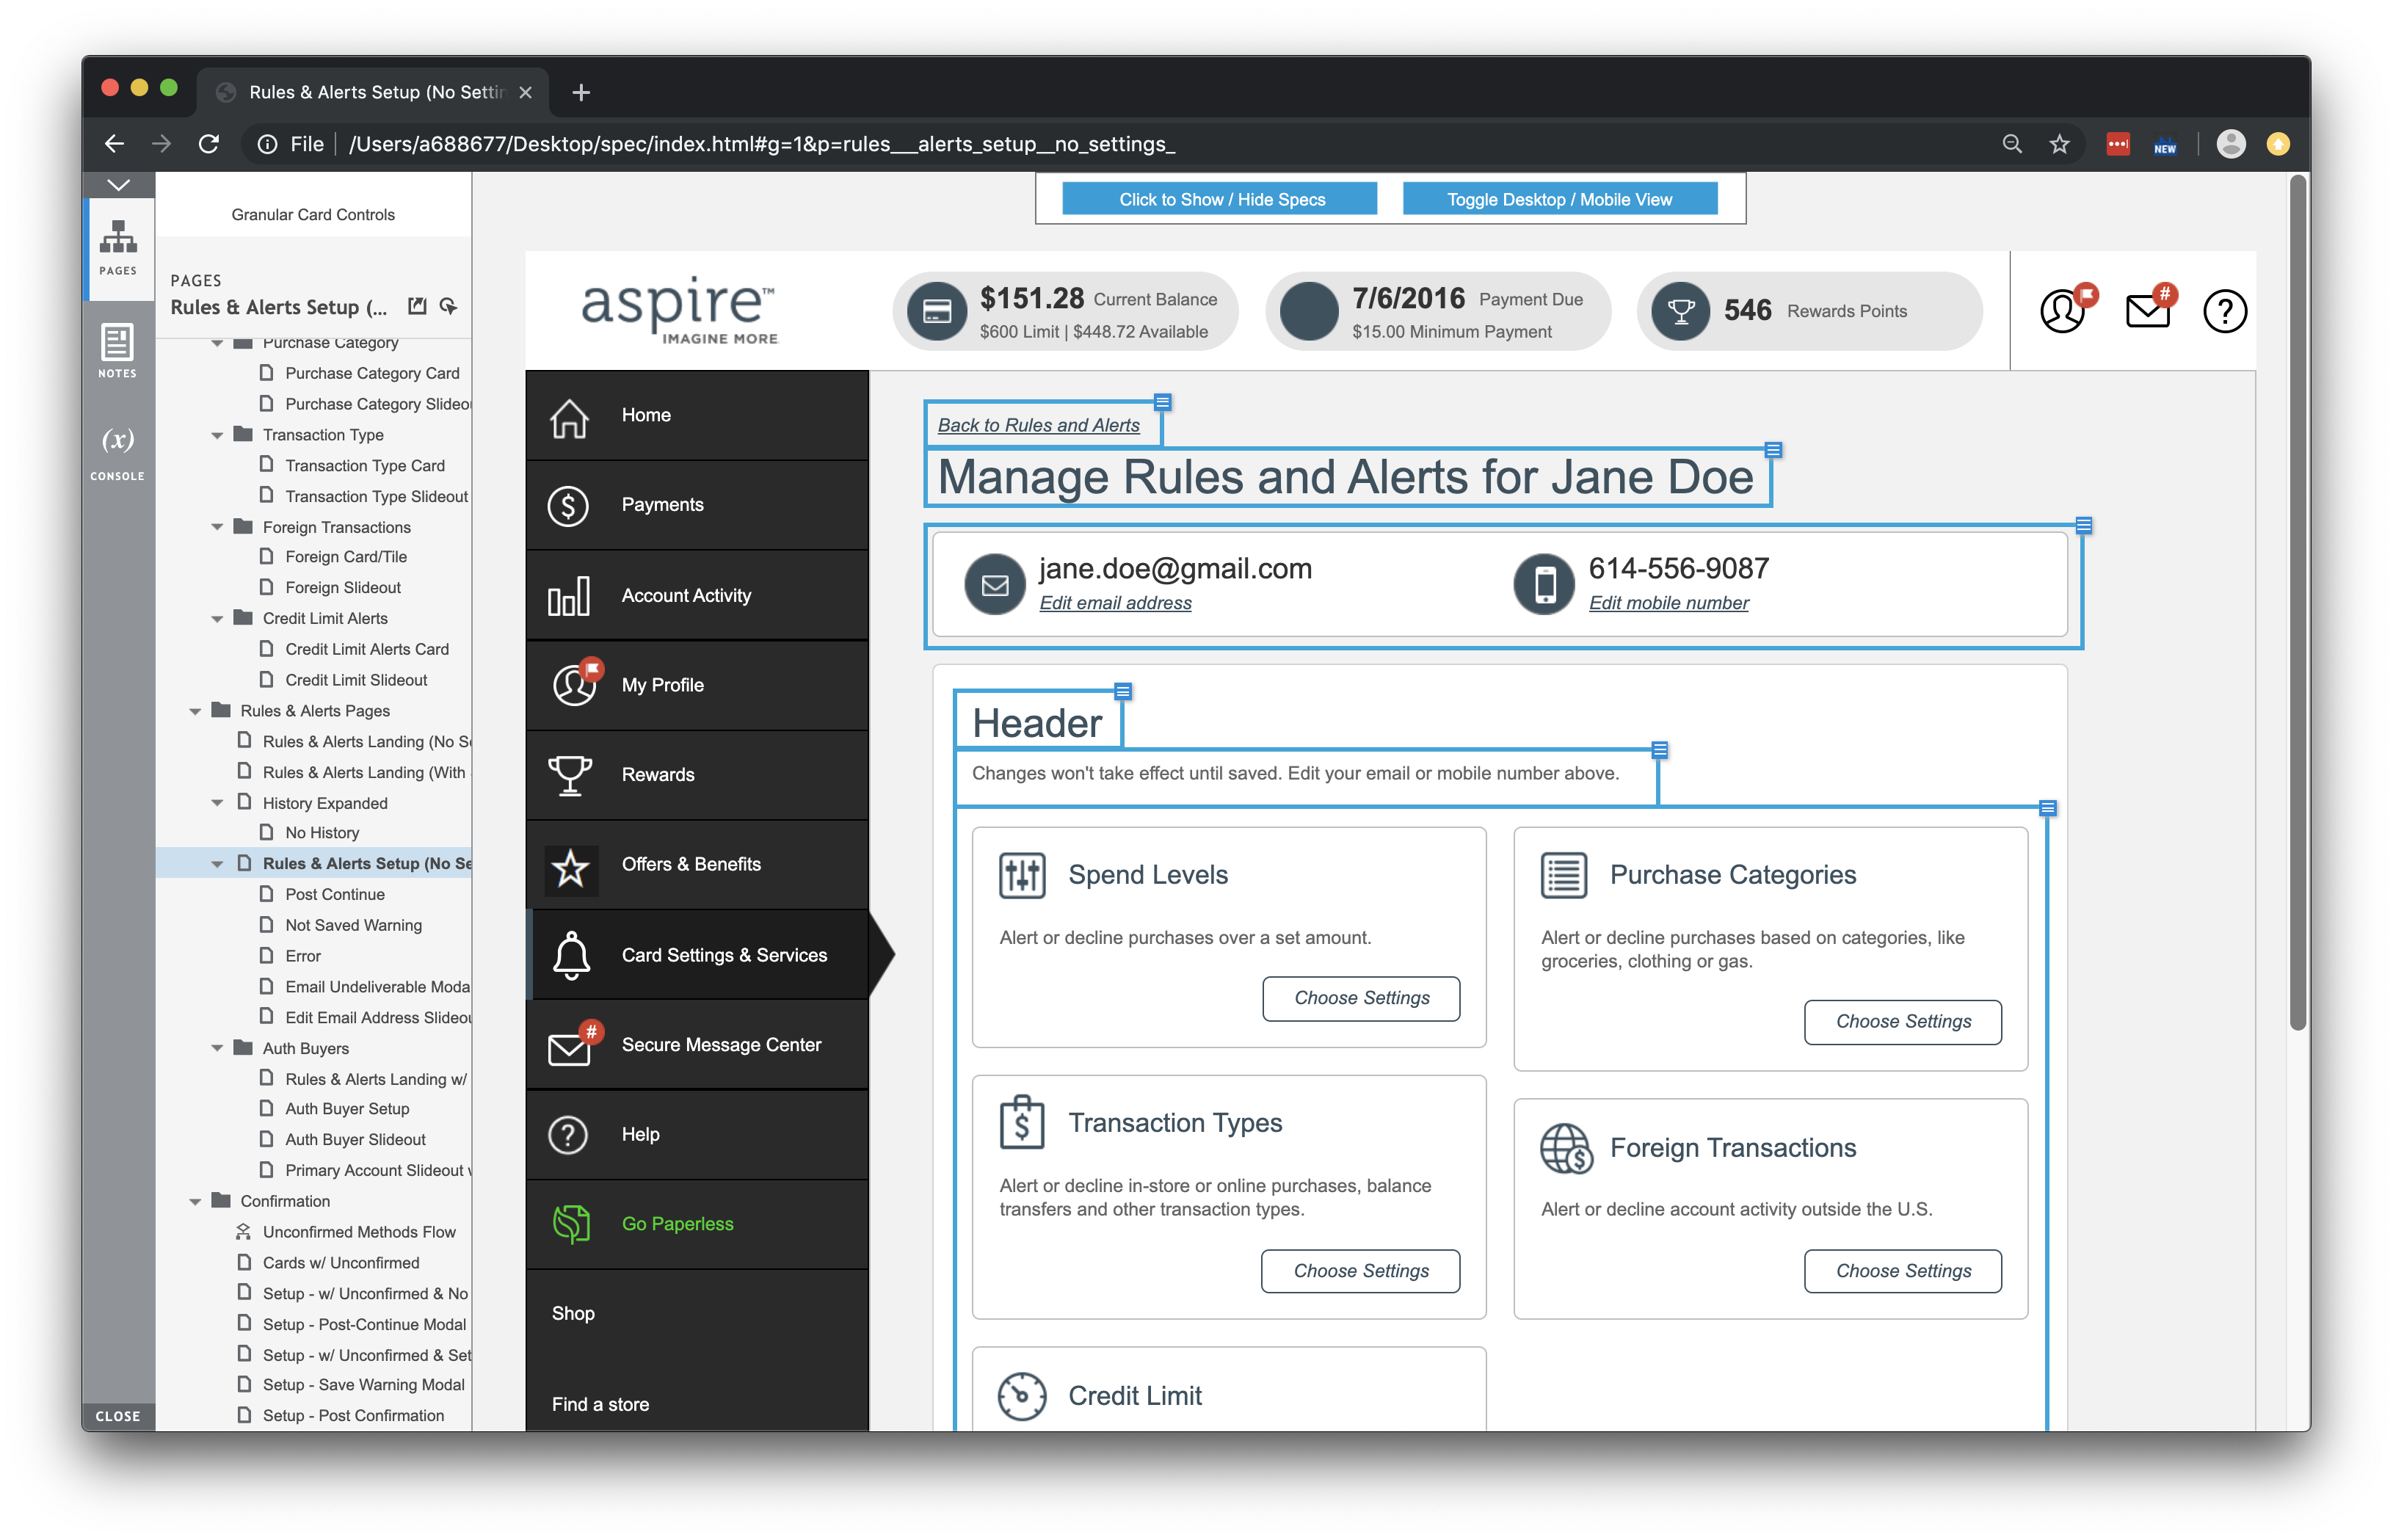 Rules & Alerts Setup (No Settin
File
/Users/a688677/Desktop/spec/index.html#g=1&p=rules___alerts_setup__no_settings_
NEW
Granular Card Controls
PAGES
NOTES
(x)
CONSOLE
CLOSE
PAGES
Rules & Alerts Setup (...
Purchase Category
Purchase Category Card
Purchase Category Slideo
Transaction Type
Transaction Type Card
Transaction Type Slideout
Foreign Transactions
Foreign Card/Tile
Foreign Slideout
Credit Limit Alerts
Credit Limit Alerts Card
Credit Limit Slideout
Rules & Alerts Pages
Rules & Alerts Landing (No Se
Rules & Alerts Landing (With
History Expanded
No History
Rules & Alerts Setup (No Se
Post Continue
Not Saved Warning
Error
Email Undeliverable Moda
Edit Email Address Slideou
Auth Buyers
Rules & Alerts Landing w/
Auth Buyer Setup
Auth Buyer Slideout
Primary Account Slideout w
Confirmation
Unconfirmed Methods Flow
Cards w/ Unconfirmed
Setup - w/ Unconfirmed & No
Setup - Post-Continue Modal
Setup - w/ Unconfirmed & Set
Setup - Save Warning Modal
Setup - Post Confirmation
Click to Show / Hide Specs
Toggle Desktop / Mobile View
aspire™
IMAGINE MORE
$151.28 Current Balance
$600 Limit | $448.72 Available
7/6/2016 Payment Due
$15.00 Minimum Payment
546 Rewards Points
#
?
Home
Payments
Account Activity
My Profile
Rewards
Offers & Benefits
Card Settings & Services
#
Secure Message Center
Help
Go Paperless
Shop
Find a store
Back to Rules and Alerts
Manage Rules and Alerts for Jane Doe
jane.doe@gmail.com
Edit email address
614-556-9087
Edit mobile number
Header
Changes won't take effect until saved. Edit your email or mobile number above.
Spend Levels
Alert or decline purchases over a set amount.
Choose Settings
Purchase Categories
Alert or decline purchases based on categories, like
groceries, clothing or gas.
Choose Settings
Transaction Types
Alert or decline in-store or online purchases, balance
transfers and other transaction types.
Choose Settings
Foreign Transactions
Alert or decline account activity outside the U.S.
Choose Settings
Credit Limit